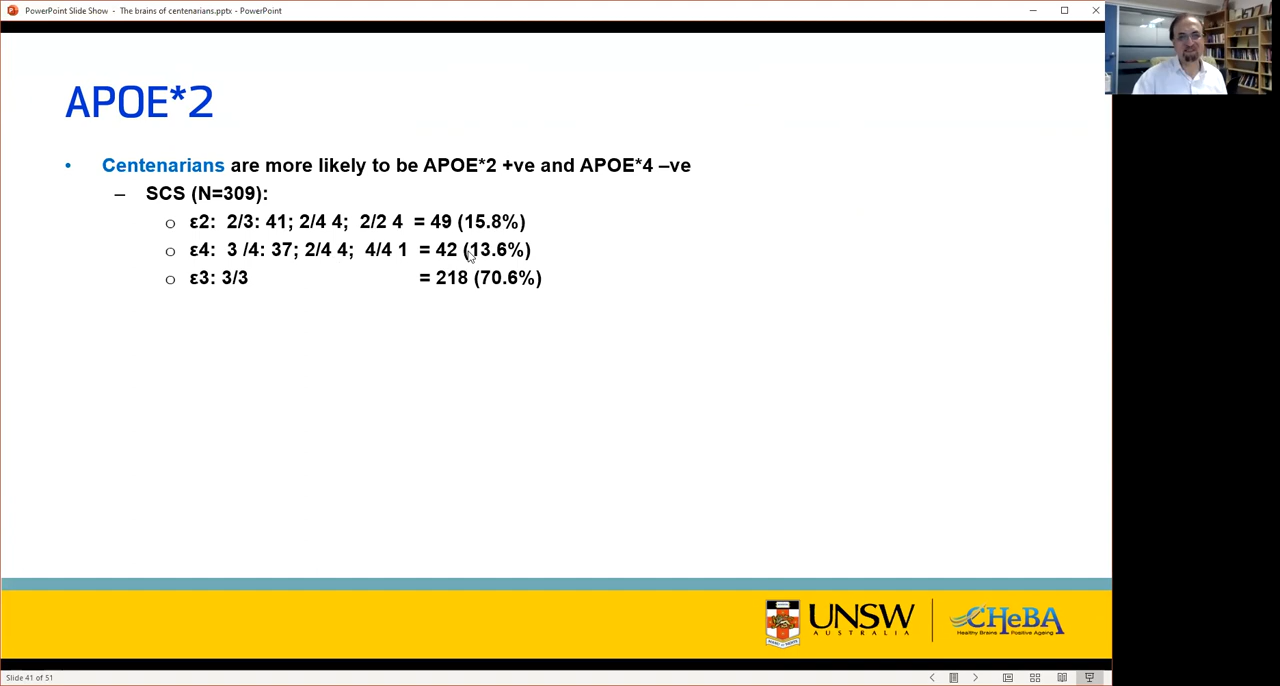 PowerPoint Slide Show - The brains of centenarians.pptx - PowerPoint
APOE*2
• Centenarians are more likely to be APOE*2 +ve and APOE*4 –ve
– SCS (N=309):
o ε2: 2/3: 41; 2/4 4; 2/2 4 = 49 (15.8%)
o ε4: 3 /4: 37; 2/4 4; 4/4 1 = 42 (13.6%)
o ε3: 3/3 = 218 (70.6%)
UNSW
AUSTRALIA
CHeBA
Healthy Brains Positive Ageing
Slide 41 of 51